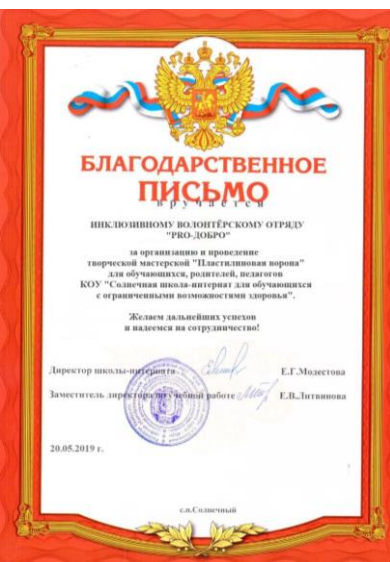 БЛАГОДАРСТВЕННОЕ
ПИСЬМО
вручается
ИНКЛЮЗИВНОМУ ВОЛОНТЁРСКОМУ ОТРЯДУ
"PRO-ДОБРО"
за организацию и проведение
творческой мастерской "Пластилиновая ворона"
для обучающихся, родителей, педагогов
КОУ "Солнечная школа-интернат для обучающихся
с ограниченными возможностями здоровья".
Желаем дальнейших успехов
и надеемся на сотрудничество!
Директор школы-интерната Е.Г.Модестова
Заместитель директора по учебной работе Е.В.Литвинова
20.05.2019 г.
с.п.Солнечный